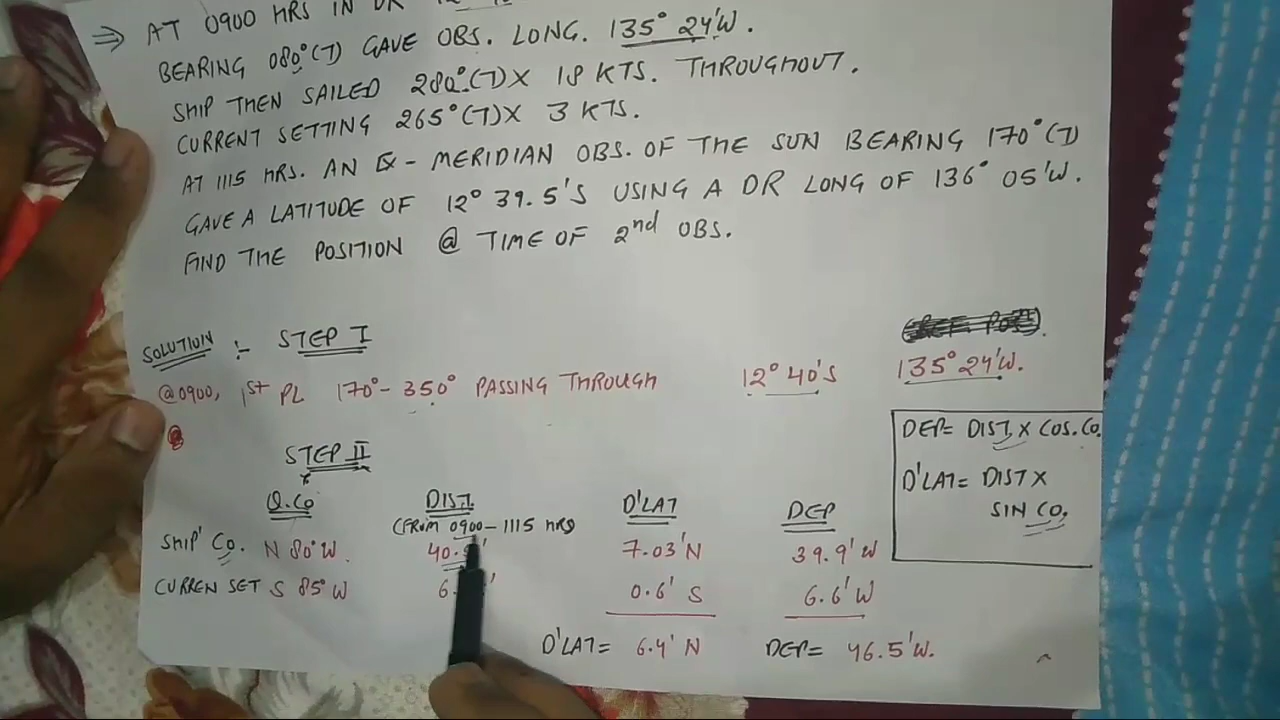 ⇒ AT 0900 HRS IN DR
BEARING 080°(T) GAVE OBS. LONG. 135° 24'W.
SHIP THEN SAILED 280°(T) X 18 KTS. THROUGHOUT.
CURRENT SETTING 265°(T) X 3 KTS.
AT 1115 HRS. AN EX - MERIDIAN OBS. OF THE SUN BEARING 170°(T)
GAVE A LATITUDE OF 12° 39.5'S USING A DR LONG OF 136° 05'W.
FIND THE POSITION @ TIME OF 2nd OBS.
SOLUTION :- STEP I
@0900, 1ST PL 170° - 350° PASSING THROUGH 12° 40'S 135° 24'W.
STEP II
DEP = DIST. X COS. CO.
D'LAT = DIST X
SIN CO.
Q.CO DIST. D'LAT DEP
(FROM 0900 - 1115 HRS)
SHIP' CO. N 80° W. 40. 7.03'N 39.9'W
CURREN SET S 85° W 6. 0.6' S 6.6'W
D'LAT = 6.4' N DEP = 46.5'W.